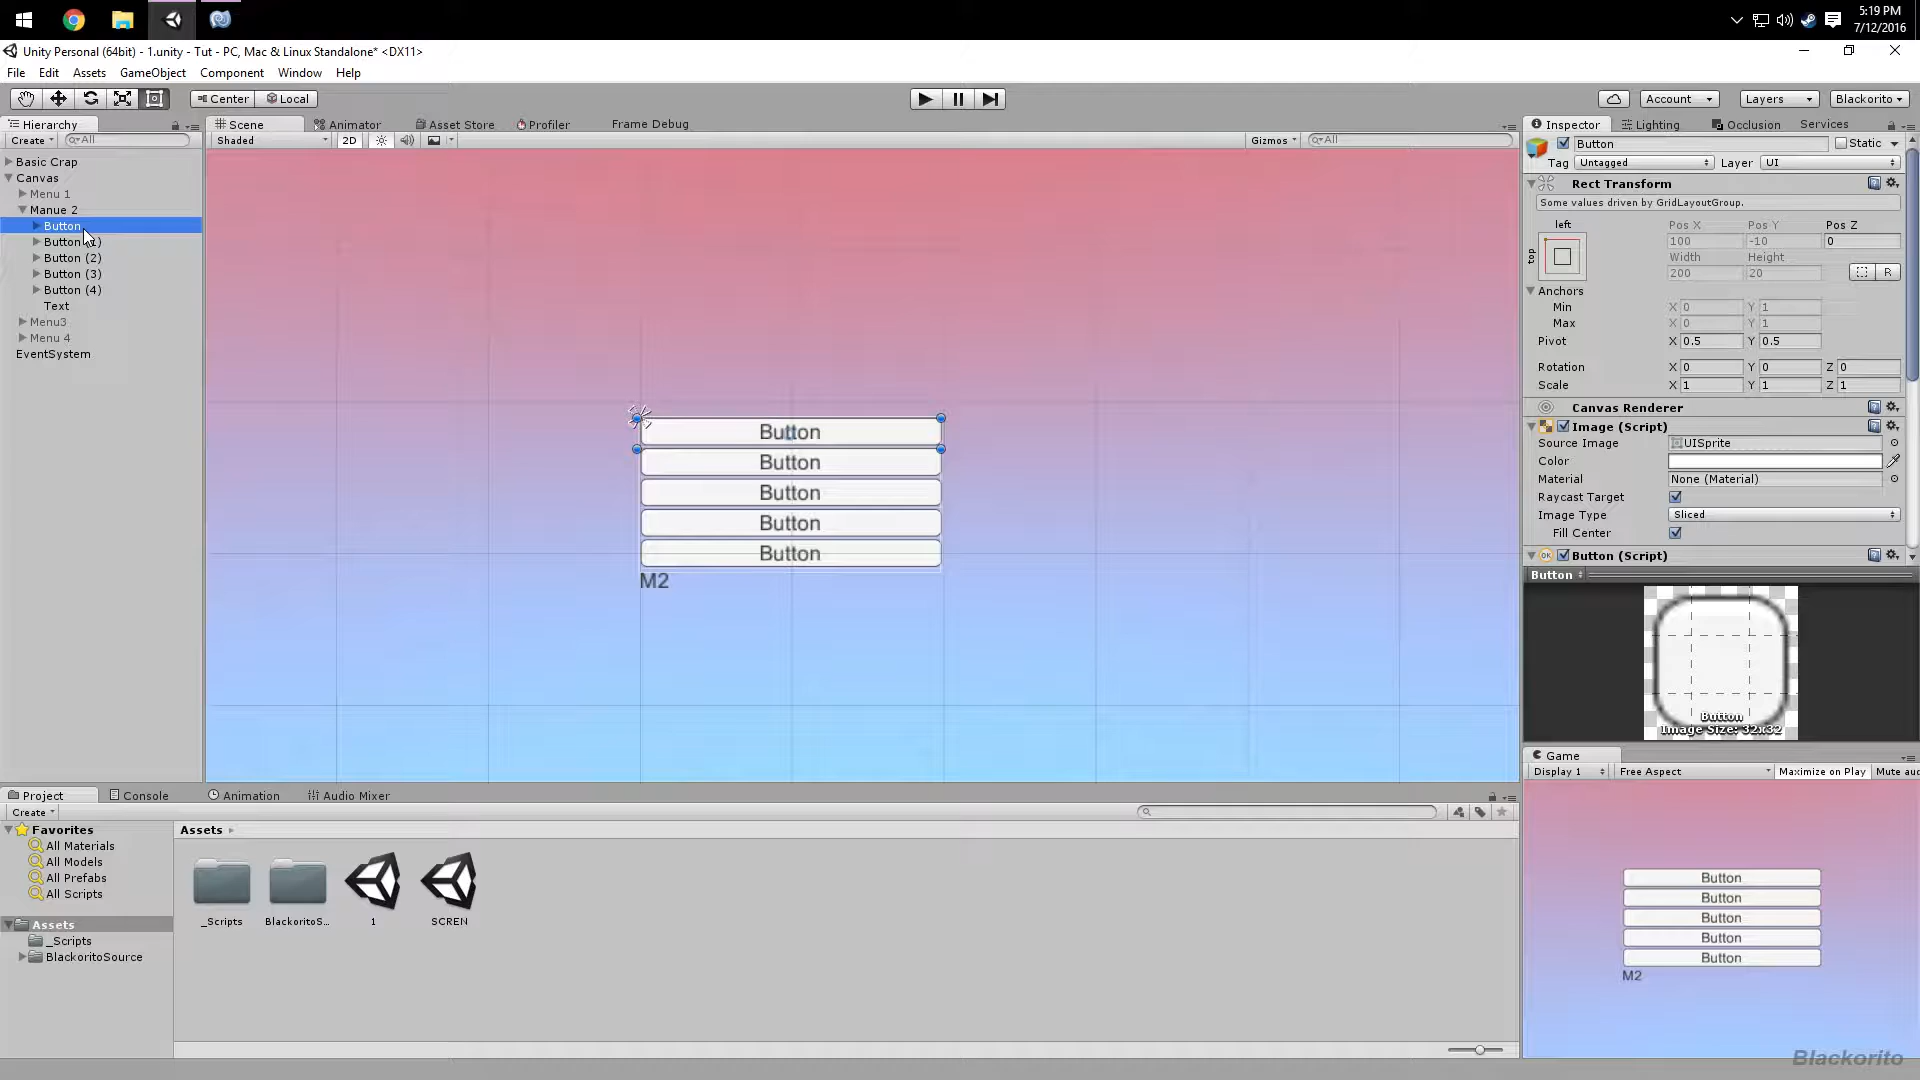 5:19 PM
7/12/2016
Unity Personal (64bit) - 1.unity - Tut - PC, Mac & Linux Standalone* <DX11>
File Edit Assets GameObject Component Window Help
Center Local
Account Layers Blackorito
Hierarchy
Create All
Basic Crap
Canvas
Menu 1
Manue 2
Button
Button (1)
Button (2)
Button (3)
Button (4)
Text
Menu3
Menu 4
EventSystem
Scene Animator Asset Store Profiler Frame Debug
Shaded 2D Gizmos All
Button
Button
Button
Button
Button
M2
Inspector Lighting Occlusion Services
Button Static
Tag Untagged Layer UI
Rect Transform
Some values driven by GridLayoutGroup.
left
top
Pos X Pos Y Pos Z
100 -10 0
Width Height
200 20 R
Anchors
Min X 0 Y 1
Max X 0 Y 1
Pivot X 0.5 Y 0.5
Rotation X 0 Y 0 Z 0
Scale X 1 Y 1 Z 1
Canvas Renderer
Image (Script)
Source Image UISprite
Color
Material None (Material)
Raycast Target
Image Type Sliced
Fill Center
OK Button (Script)
Button
Button
Image Size: 32x32
Game
Display 1 Free Aspect Maximize on Play Mute au
Button
Button
Button
Button
Button
M2
Blackorito
Project Console Animation Audio Mixer
Create
Favorites
All Materials
All Models
All Prefabs
All Scripts
Assets
_Scripts
BlackoritoSource
Assets
_Scripts BlackoritoS... 1 SCREN